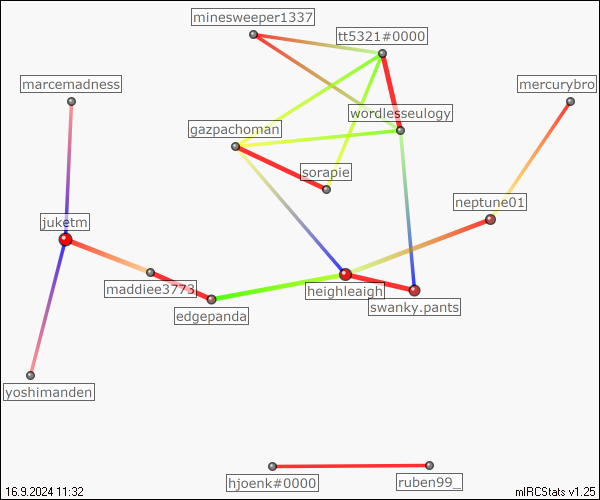 minesweeper1337
tt5321#0000
marcemadness
mercurybro
wordlesseulogy
gazpachoman
sorapie
neptune01
juketm
maddiee3773
heighleaigh
swanky.pants
edgepanda
yoshimanden
hjoenk#0000
ruben99_
16.9.2024 11:32
mIRCStats v1.25